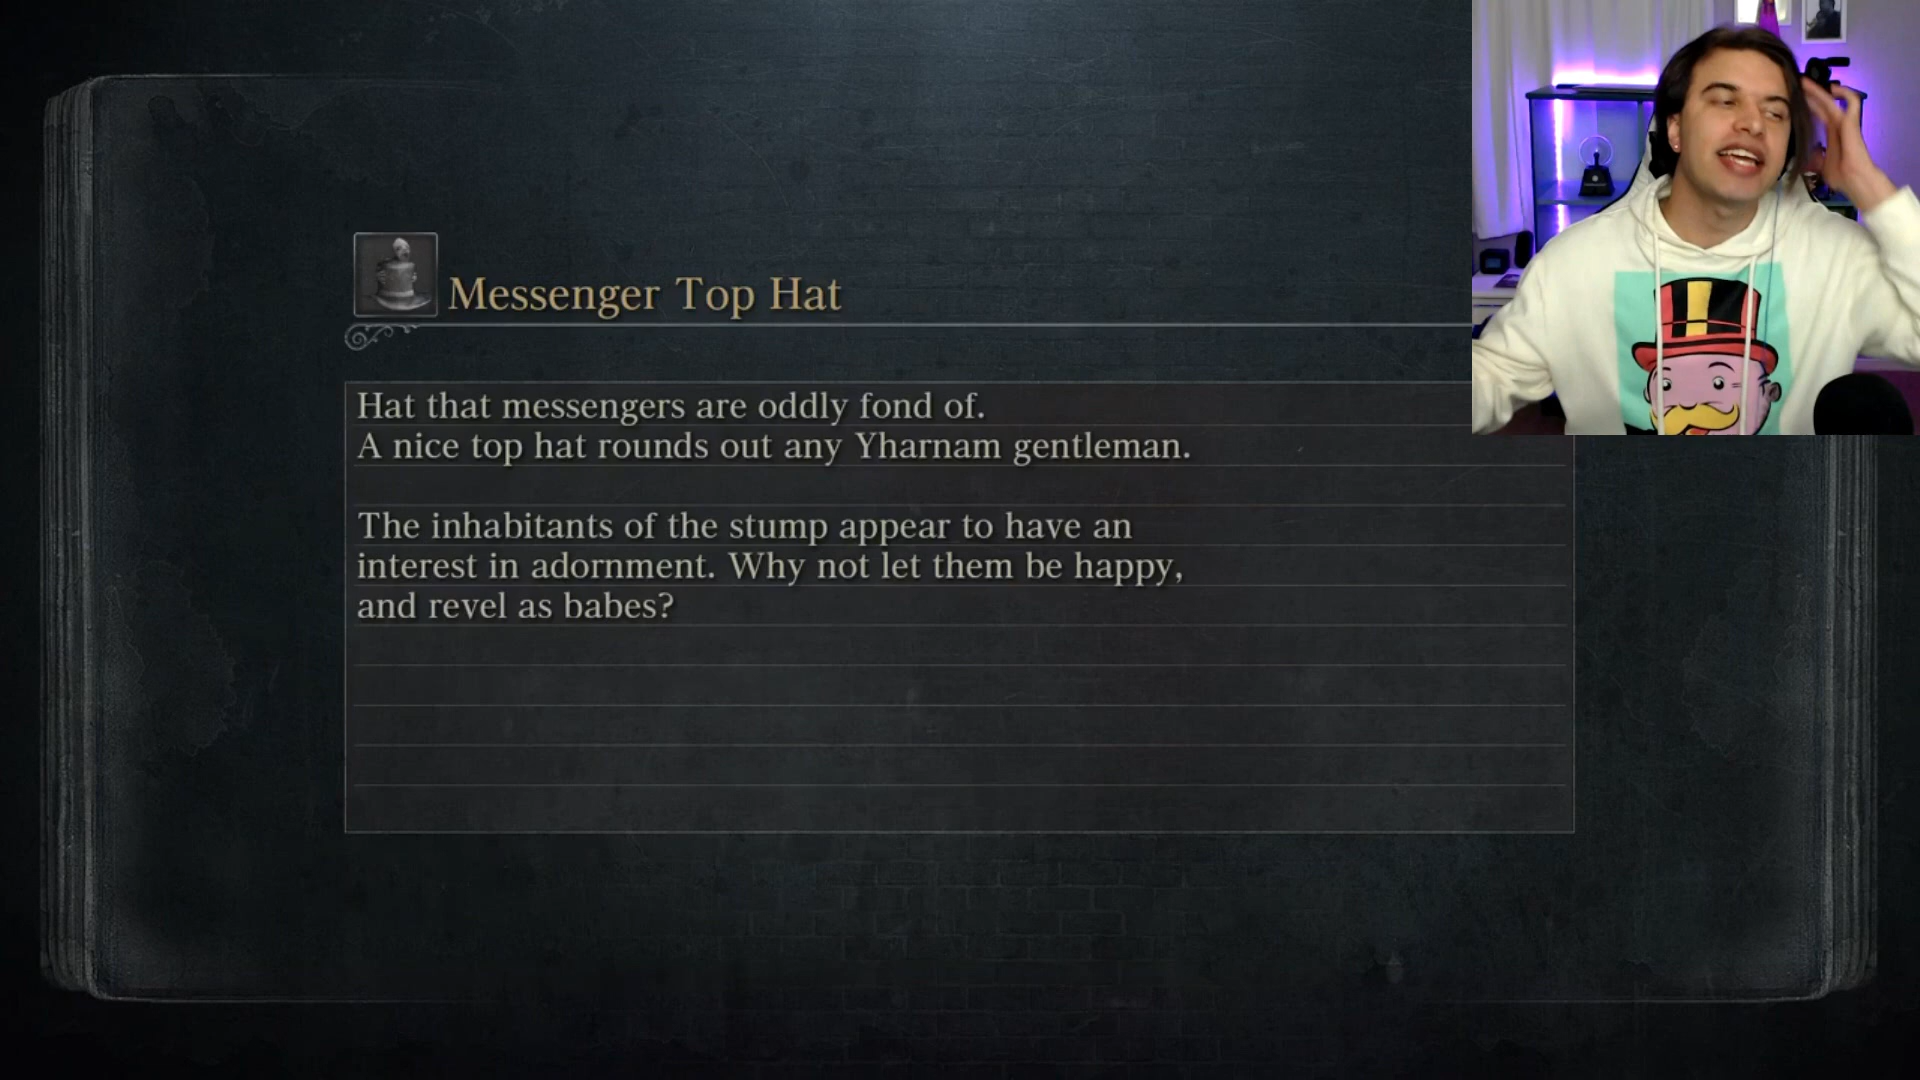 Messenger Top Hat
Hat that messengers are oddly fond of.
A nice top hat rounds out any Yharnam gentleman.
The inhabitants of the stump appear to have an
interest in adornment. Why not let them be happy,
and revel as babes?